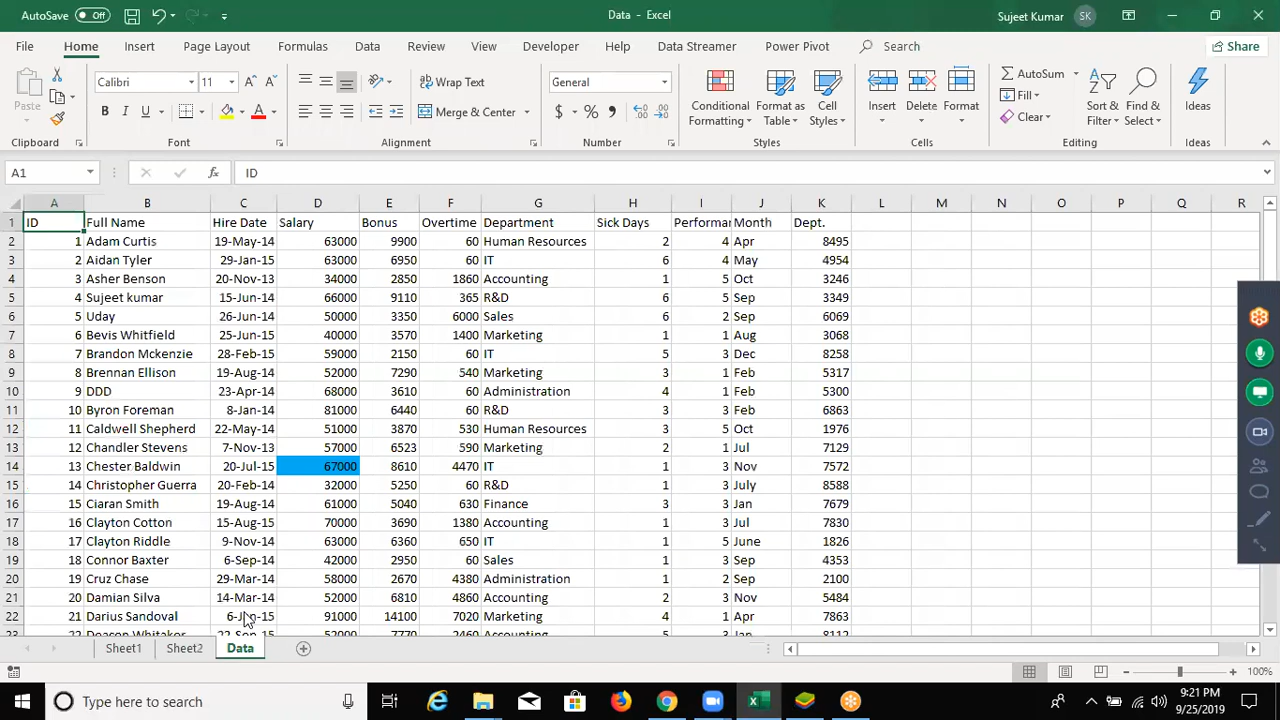 AutoSave Off Data - Excel Sujeet Kumar SK
File Home Insert Page Layout Formulas Data Review View Developer Help Data Streamer Power Pivot Search Share
Paste Calibri 11 Wrap Text General Conditional Formatting Format as Table Cell Styles Insert Delete Format AutoSum Fill Clear Sort & Filter Find & Select Ideas
B I U Merge & Center $ %
Clipboard Font Alignment Number Styles Cells Editing Ideas
A1 fx ID
A B C D E F G H I J K L M N O P Q R
1 ID Full Name Hire Date Salary Bonus Overtime Department Sick Days Performar Month Dept.
2 1 Adam Curtis 19-May-14 63000 9900 60 Human Resources 2 4 Apr 8495
3 2 Aidan Tyler 29-Jan-15 63000 6950 60 IT 6 4 May 4954
4 3 Asher Benson 20-Nov-13 34000 2850 1860 Accounting 1 5 Oct 3246
5 4 Sujeet kumar 15-Jun-14 66000 9110 365 R&D 6 5 Sep 3349
6 5 Uday 26-Jun-14 50000 3350 6000 Sales 6 2 Sep 6069
7 6 Bevis Whitfield 25-Jun-15 40000 3570 1400 Marketing 1 1 Aug 3068
8 7 Brandon Mckenzie 28-Feb-15 59000 2150 60 IT 5 3 Dec 8258
9 8 Brennan Ellison 19-Aug-14 52000 7290 540 Marketing 3 1 Feb 5317
10 9 DDD 23-Apr-14 68000 3610 60 Administration 4 1 Feb 5300
11 10 Byron Foreman 8-Jan-14 81000 6440 60 R&D 3 3 Feb 6863
12 11 Caldwell Shepherd 22-May-14 51000 3870 530 Human Resources 3 5 Oct 1976
13 12 Chandler Stevens 7-Nov-13 57000 6523 590 Marketing 2 1 Jul 7129
14 13 Chester Baldwin 20-Jul-15 67000 8610 4470 IT 1 3 Nov 7572
15 14 Christopher Guerra 20-Feb-14 32000 5250 60 R&D 1 3 July 8588
16 15 Ciaran Smith 19-Aug-14 61000 5040 630 Finance 3 3 Jan 7679
17 16 Clayton Cotton 15-Aug-15 70000 3690 1380 Accounting 1 3 Jul 7830
18 17 Clayton Riddle 9-Nov-14 63000 6360 650 IT 1 5 June 1826
19 18 Connor Baxter 6-Sep-14 42000 2950 60 Sales 1 3 Sep 4353
20 19 Cruz Chase 29-Mar-14 58000 2670 4380 Administration 1 2 Sep 2100
21 20 Damian Silva 14-Mar-14 52000 6810 4860 Accounting 2 3 Nov 5484
22 21 Darius Sandoval 91000 14100 7020 Marketing 4 1 Apr 7863
23 22 Deacon Whitaker 22-Sep-15 52000 7770 2460 Accounting 5 3 Jan 8112
Sheet1 Sheet2 Data
100%
Type here to search 9:21 PM
9/25/2019